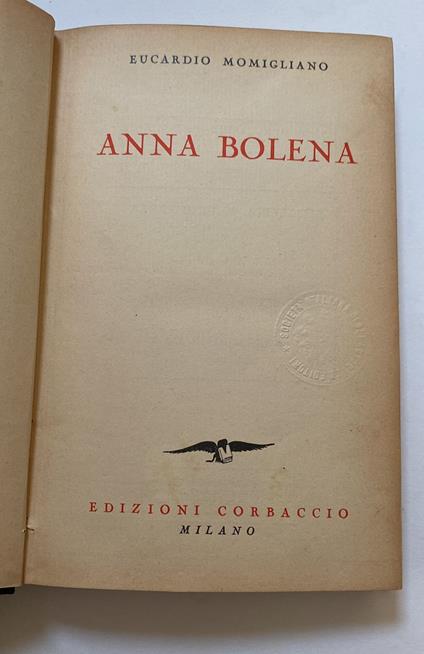 EUCARDIO MOMIGLIANO
ANNA BOLENA
EDIZIONI CORBACCIO
MILANO